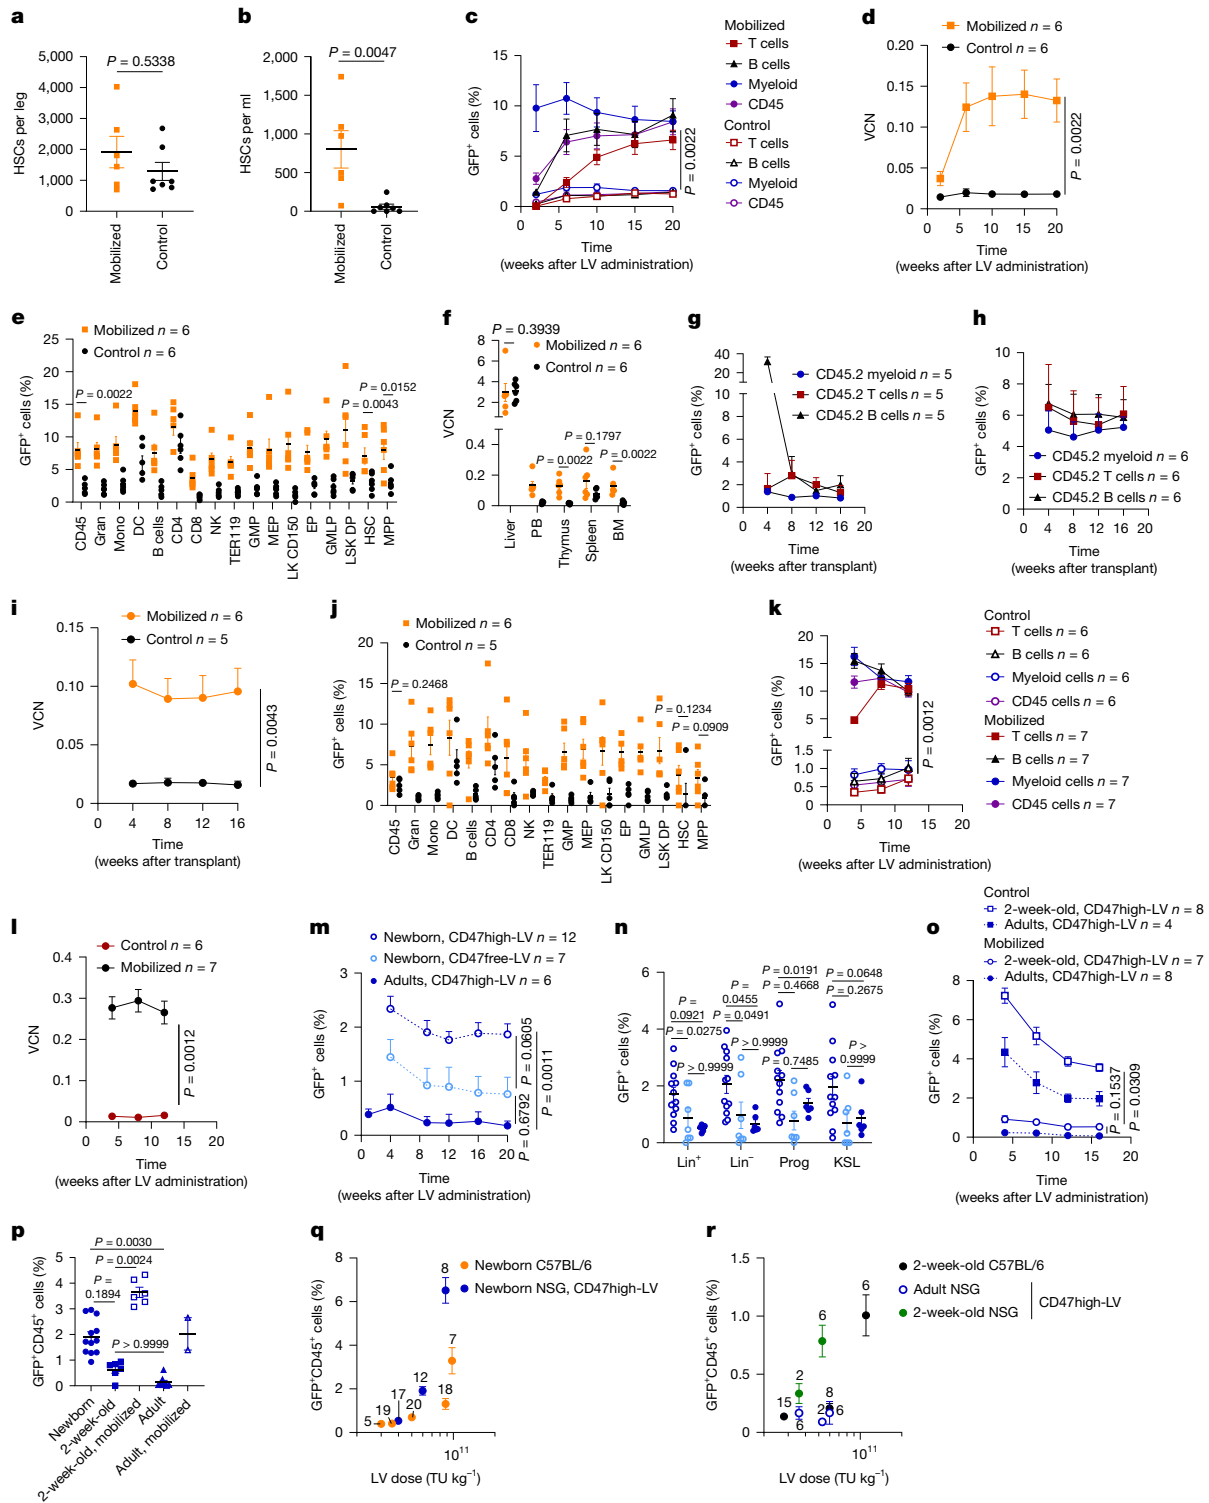 a
HSCs per leg
5,000
4,000
3,000
2,000
1,000
0
P = 0.5338
Mobilized
Control
b
HSCs per ml
2,000
1,500
1,000
500
0
P = 0.0047
Mobilized
Control
c
GFP+ cells (%)
15
10
5
0
0 5 10 15 20
Time
(weeks after LV administration)
P = 0.0022
Mobilized
T cells
B cells
Myeloid
CD45
Control
T cells
B cells
Myeloid
CD45
d
Mobilized n = 6
Control n = 6
VCN
0.20
0.15
0.10
0.05
0
0 5 10 15 20
Time
(weeks after LV administration)
P = 0.0022
e
Mobilized n = 6
Control n = 6
GFP+ cells (%)
25
20
15
10
5
0
P = 0.0022
P = 0.0152
P = 0.0043
CD45
Gran
Mono
DC
B cells
CD4
CD8
NK
TER119
GMP
MEP
LK CD150
EP
GMLP
LSK DP
HSC
MPP
f
P = 0.3939
Mobilized n = 6
Control n = 6
VCN
8
6
4
2
0
0.4
0.2
0
P = 0.1797
P = 0.0022
P = 0.0022
Liver
PB
Thymus
Spleen
BM
g
GFP+ cells (%)
40
20
10
8
6
4
2
0
CD45.2 myeloid n = 5
CD45.2 T cells n = 5
CD45.2 B cells n = 5
0 4 8 12 16 20
Time
(weeks after transplant)
h
GFP+ cells (%)
10
8
6
4
2
0
CD45.2 myeloid n = 6
CD45.2 T cells n = 6
CD45.2 B cells n = 6
0 4 8 12 16 20
Time
(weeks after transplant)
i
Mobilized n = 6
Control n = 5
VCN
0.15
0.10
0.05
0
0 4 8 12 16
Time
(weeks after transplant)
P = 0.0043
j
Mobilized n = 6
Control n = 5
GFP+ cells (%)
20
15
10
5
0
P = 0.2468
P = 0.1234
P = 0.0909
CD45
Gran
Mono
DC
B cells
CD4
CD8
NK
TER119
GMP
MEP
LK CD150
EP
GMLP
LSK DP
HSC
MPP
k
GFP+ cells (%)
20
15
10
5
1.5
1.0
0.5
0
0 5 10 15 20
Time
(weeks after LV administration)
P = 0.0012
Control
T cells n = 6
B cells n = 6
Myeloid cells n = 6
CD45 cells n = 6
Mobilized
T cells n = 7
B cells n = 7
Myeloid cells n = 7
CD45 cells n = 7
l
Control n = 6
Mobilized n = 7
VCN
0.4
0.3
0.2
0.1
0
0 5 10 15 20
Time
(weeks after LV administration)
P = 0.0012
m
Newborn, CD47high-LV n = 12
Newborn, CD47free-LV n = 7
Adults, CD47high-LV n = 6
GFP+ cells (%)
3
2
1
0
0 4 8 12 16 20
Time
(weeks after LV administration)
P = 0.6792
P = 0.0605
P = 0.0011
n
GFP+ cells (%)
6
4
2
0
P =
0.0921
P = 0.0275
P > 0.9999
P =
0.0455
P = 0.0491
P > 0.9999
P = 0.0191
P = 0.4668
P = 0.7485
P = 0.0648
P = 0.2675
P >
0.9999
Lin+
Lin−
Prog
KSL
o
Control
2-week-old, CD47high-LV n = 8
Adults, CD47high-LV n = 4
Mobilized
2-week-old, CD47high-LV n = 7
Adults, CD47high-LV n = 8
GFP+ cells (%)
8
6
4
2
0
0 5 10 15 20
Time
(weeks after LV administration)
P = 0.1537
P = 0.0309
p
GFP+CD45+ cells (%)
5
4
3
2
1
0
P = 0.0030
P = 0.0024
P =
0.1894
P > 0.9999
Newborn
2-week-old
2-week-old, mobilized
Adult
Adult, mobilized
q
GFP+CD45+ cells (%)
8
6
4
2
0
Newborn C57BL/6
Newborn NSG, CD47high-LV
5
19
17
20
12
18
8
7
10^11
LV dose (TU kg−1)
r
GFP+CD45+ cells (%)
1.5
1.0
0.5
0
2-week-old C57BL/6
Adult NSG
2-week-old NSG
CD47high-LV
15
2
6
6
2
8
6
6
10^11
LV dose (TU kg−1)